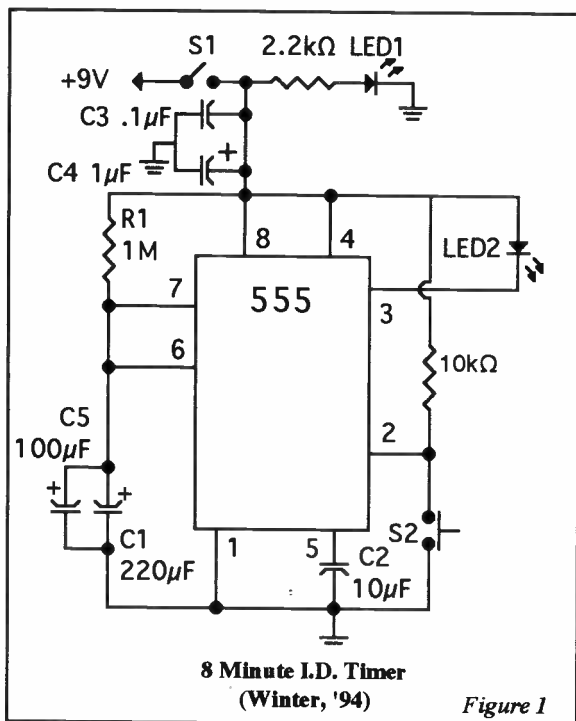 S1
2.2kΩ LED1
+9V
C3 .1µF
+
C4 1µF
R1
1M
8
4
LED2
7
555
3
6
10kΩ
C5
100µF
2
+
+
C1
220µF
1
5
C2
10µF
S2
8 Minute I.D. Timer
(Winter, '94)
Figure 1